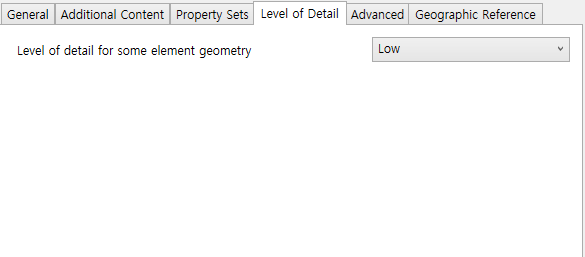 General Additional Content Property Sets Level of Detail Advanced Geographic Reference
Level of detail for some element geometry Low